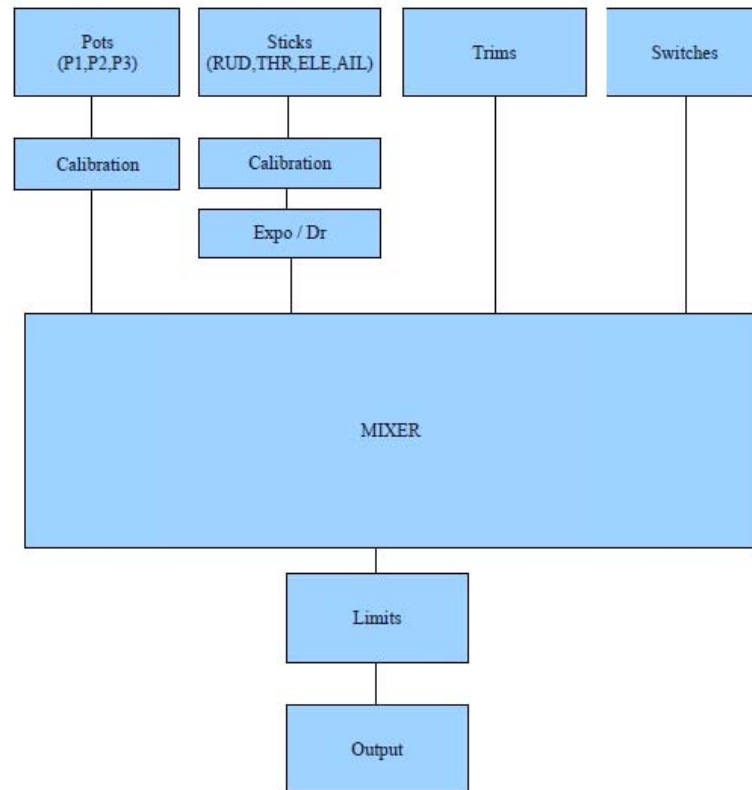 Pots
(P1,P2,P3)
Sticks
(RUD,THR,ELE,AIL)
Trims
Switches
Calibration
Calibration
Expo / Dr
MIXER
Limits
Output